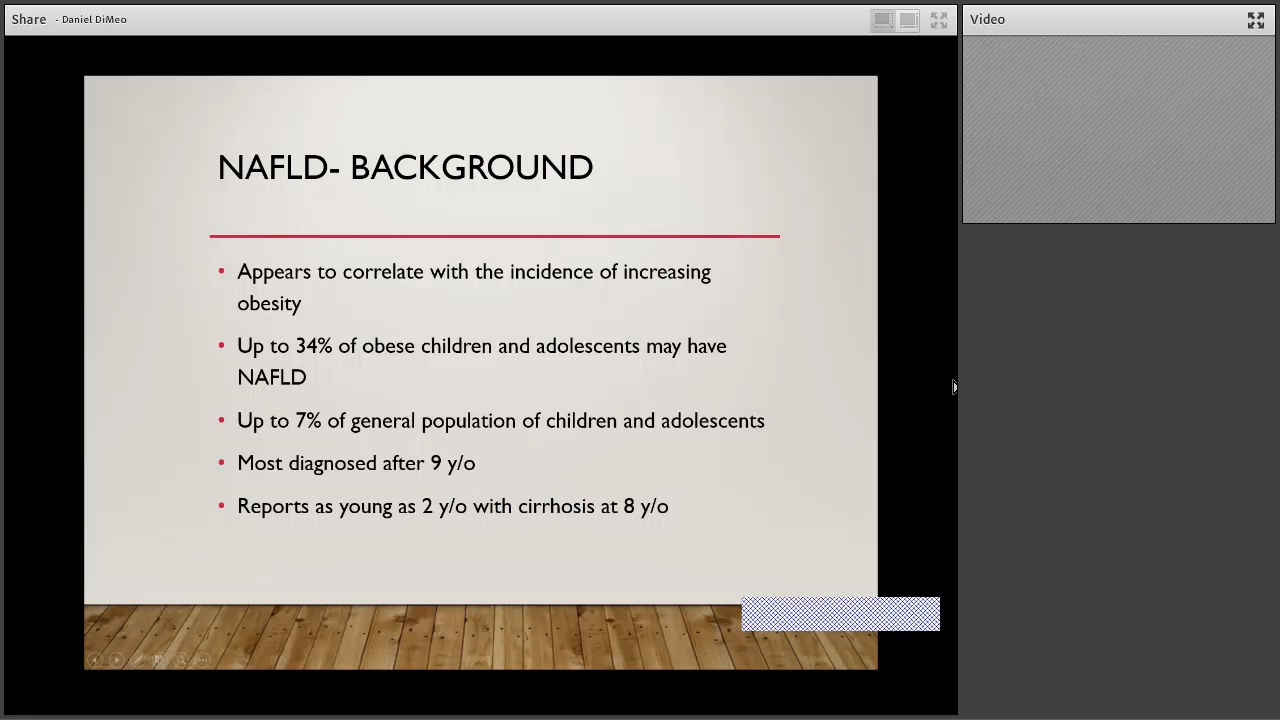 Share - Daniel DiMeo
Video
NAFLD- BACKGROUND
• Appears to correlate with the incidence of increasing
obesity
• Up to 34% of obese children and adolescents may have
NAFLD
• Up to 7% of general population of children and adolescents
• Most diagnosed after 9 y/o
• Reports as young as 2 y/o with cirrhosis at 8 y/o